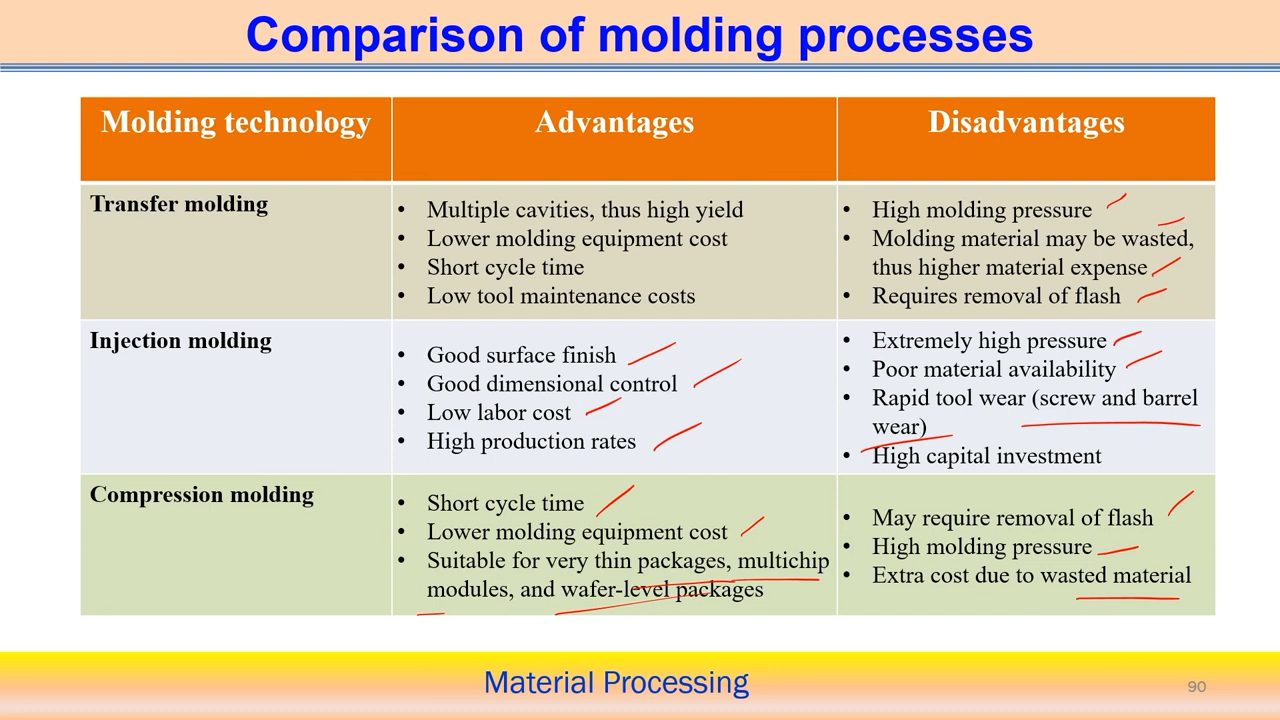 Comparison of molding processes
Molding technology
Advantages
Disadvantages
Transfer molding
• Multiple cavities, thus high yield
• Lower molding equipment cost
• Short cycle time
• Low tool maintenance costs
• High molding pressure
• Molding material may be wasted,
thus higher material expense
• Requires removal of flash
Injection molding
• Good surface finish
• Good dimensional control
• Low labor cost
• High production rates
• Extremely high pressure
• Poor material availability
• Rapid tool wear (screw and barrel
wear)
• High capital investment
Compression molding
• Short cycle time
• Lower molding equipment cost
• Suitable for very thin packages, multichip
modules, and wafer-level packages
• May require removal of flash
• High molding pressure
• Extra cost due to wasted material
Material Processing
90